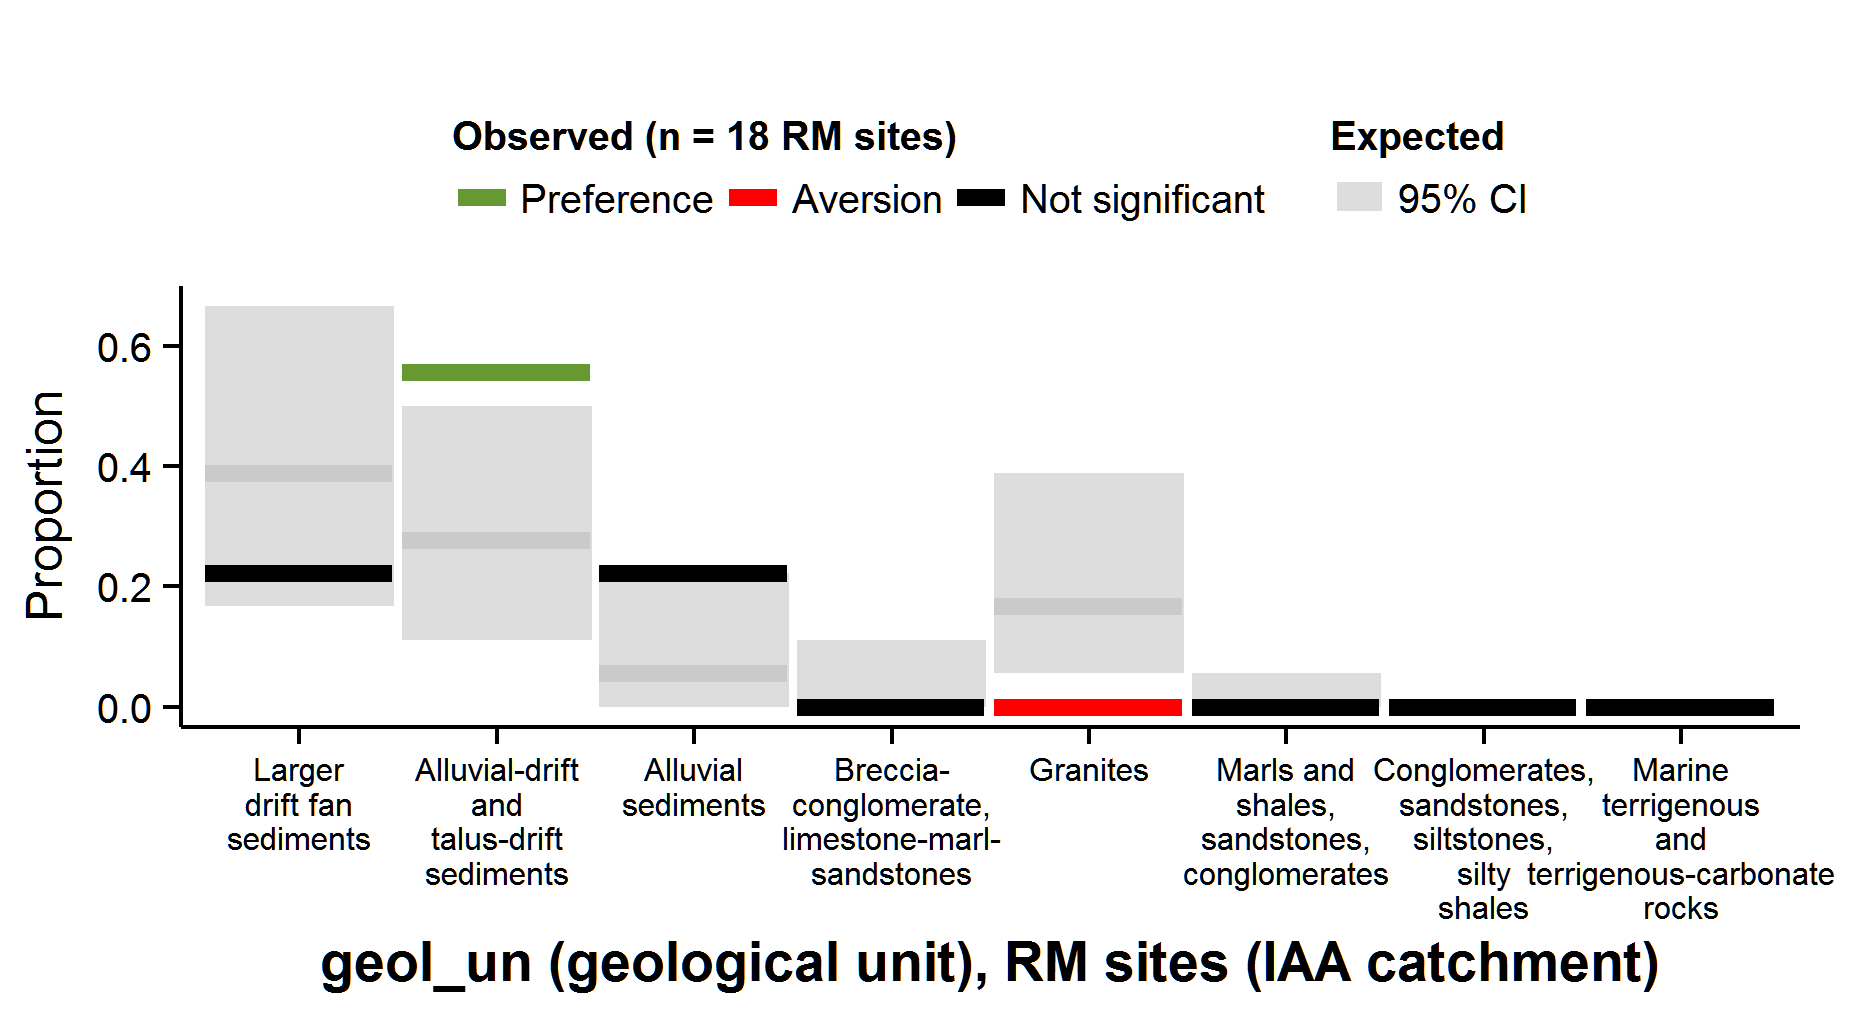 Observed (n = 18 RM sites)
Expected
Preference
Aversion
Not significant
95% CI
Proportion
0.6
0.4
0.2
0.0
Larger
drift fan
sediments
Alluvial-drift
and
talus-drift
sediments
Alluvial
sediments
Breccia-
conglomerate,
limestone-marl-
sandstones
Granites
Marls and
shales,
sandstones,
conglomerates
Conglomerates,
sandstones,
siltstones,
silty
shales
Marine
terrigenous
and
terrigenous-carbonate
rocks
geol_un (geological unit), RM sites (IAA catchment)